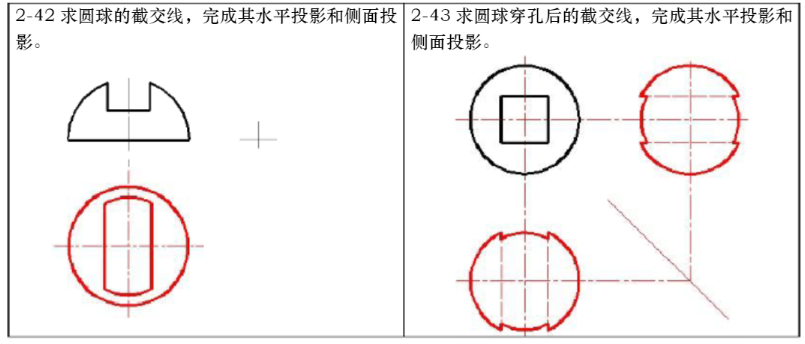 2-42 求圆球的截交线，完成其水平投影和侧面投
影。
2-43 求圆球穿孔后的截交线，完成其水平投影和
侧面投影。